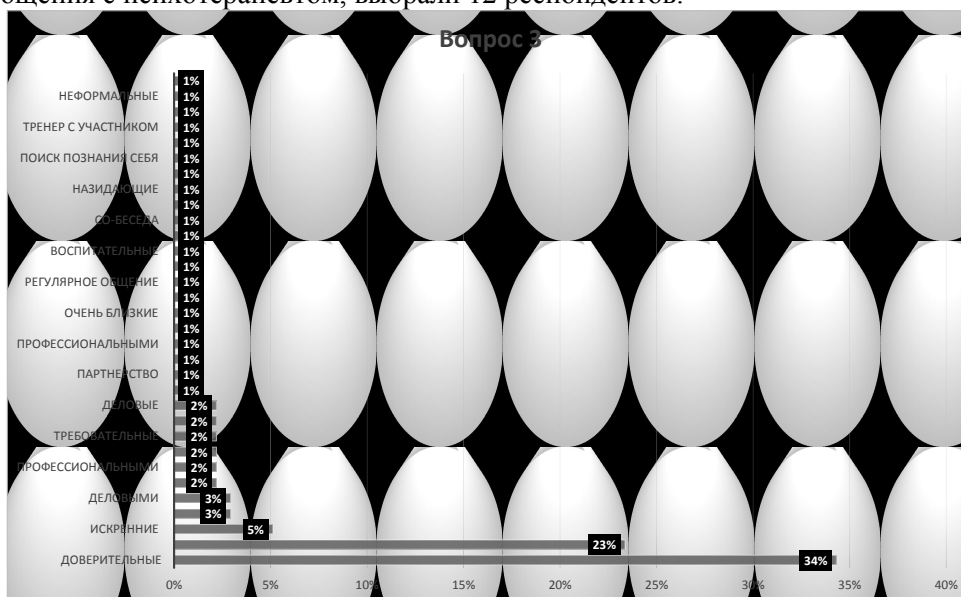 общения с психотерапевтом, выбрали 12 респондентов.
Вопрос 3
1%
НЕФОРМАЛЬНЫЕ 1%
1%
ТРЕНЕР С УЧАСТНИКОМ 1%
1%
ПОИСК ПОЗНАНИЯ СЕБЯ 1%
1%
НАЗИДАЮЩИЕ 1%
1%
СО-БЕСЕДА 1%
1%
ВОСПИТАТЕЛЬНЫЕ 1%
1%
РЕГУЛЯРНОЕ ОБЩЕНИЕ 1%
1%
ОЧЕНЬ БЛИЗКИЕ 1%
1%
ПРОФЕССИОНАЛЬНЫМИ 1%
1%
ПАРТНЕРСТВО 1%
1%
ДЕЛОВЫЕ 2%
2%
ТРЕБОВАТЕЛЬНЫЕ 2%
2%
ПРОФЕССИОНАЛЬНЫМИ 2%
2%
ДЕЛОВЫМИ 3%
3%
ИСКРЕННИЕ 5%
23%
ДОВЕРИТЕЛЬНЫЕ 34%
0% 5% 10% 15% 20% 25% 30% 35% 40%